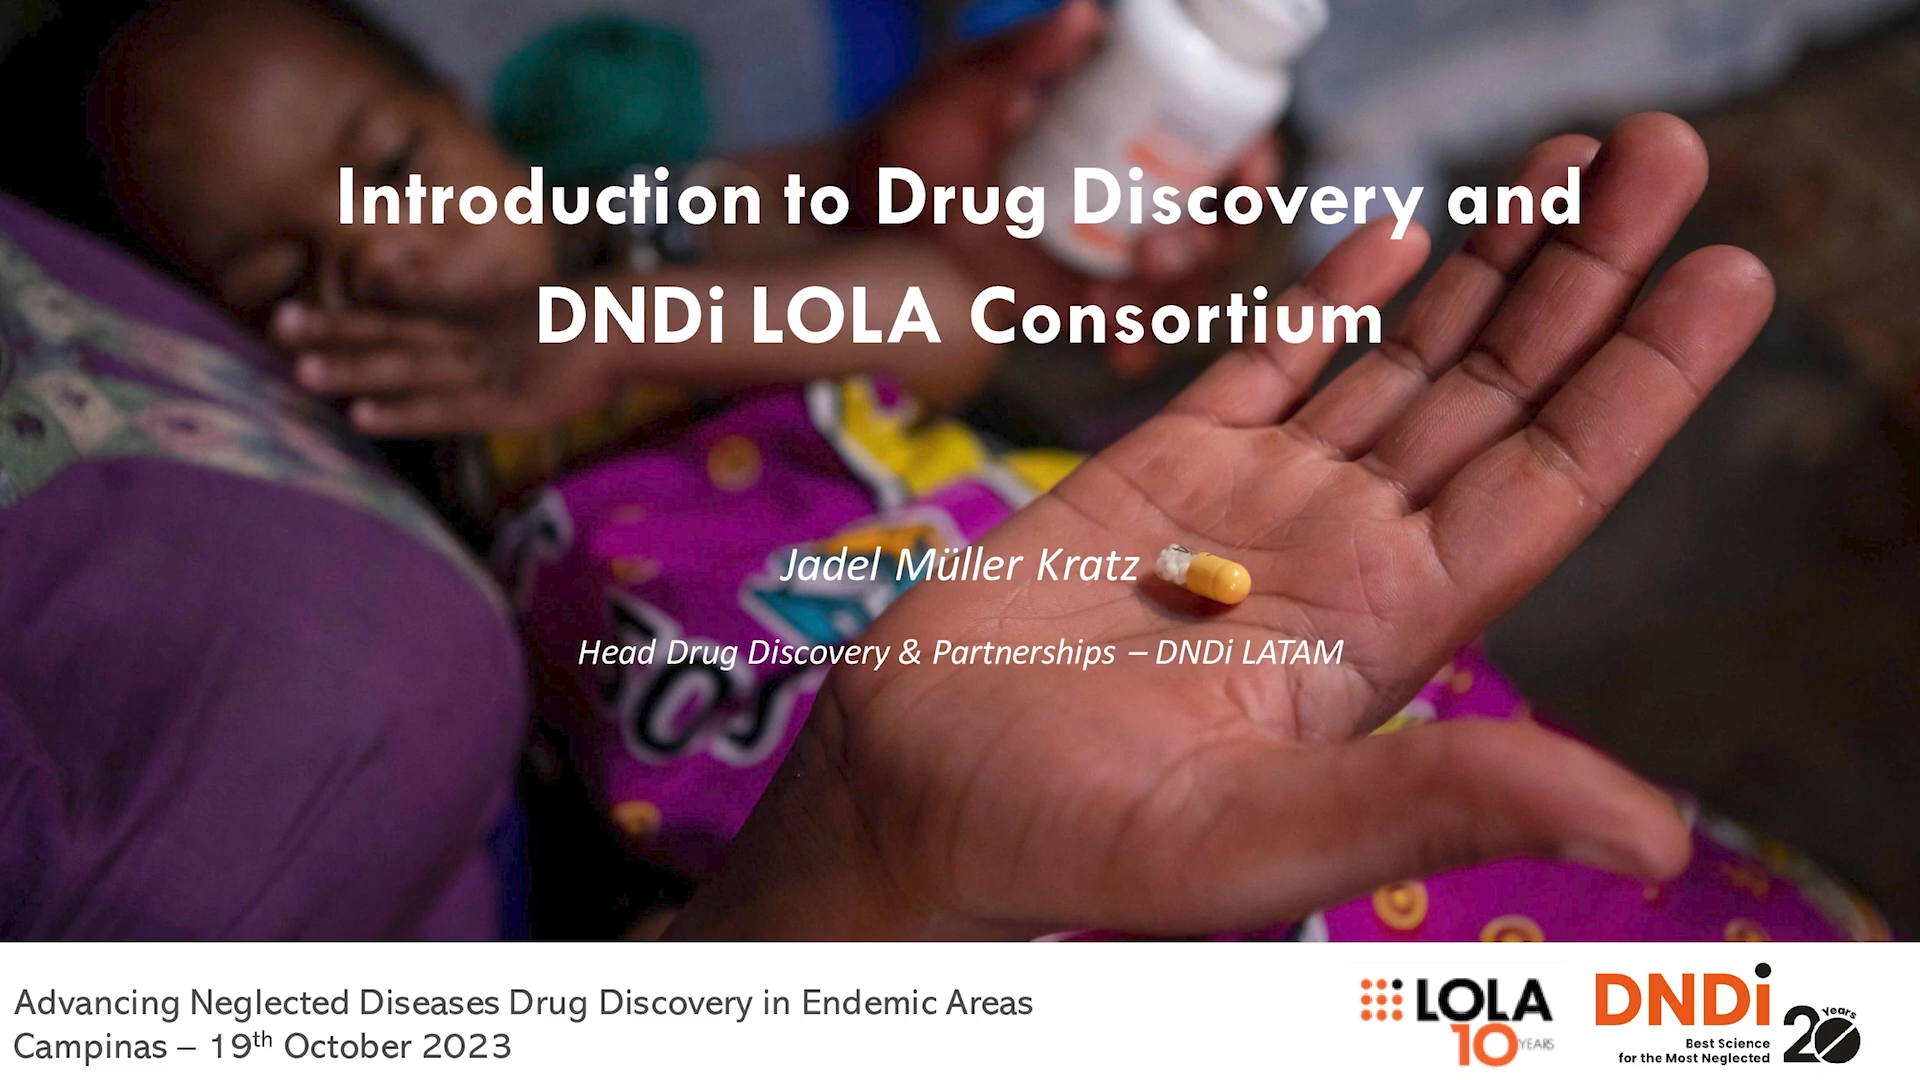 Introduction to Drug Discovery and
DNDi LOLA Consortium
Jadel Müller Kratz
Head Drug Discovery & Partnerships – DNDi LATAM
Advancing Neglected Diseases Drug Discovery in Endemic Areas
Campinas – 19th October 2023
LOLA
10 YEARS
DNDi
20 Years
Best Science
for the Most Neglected